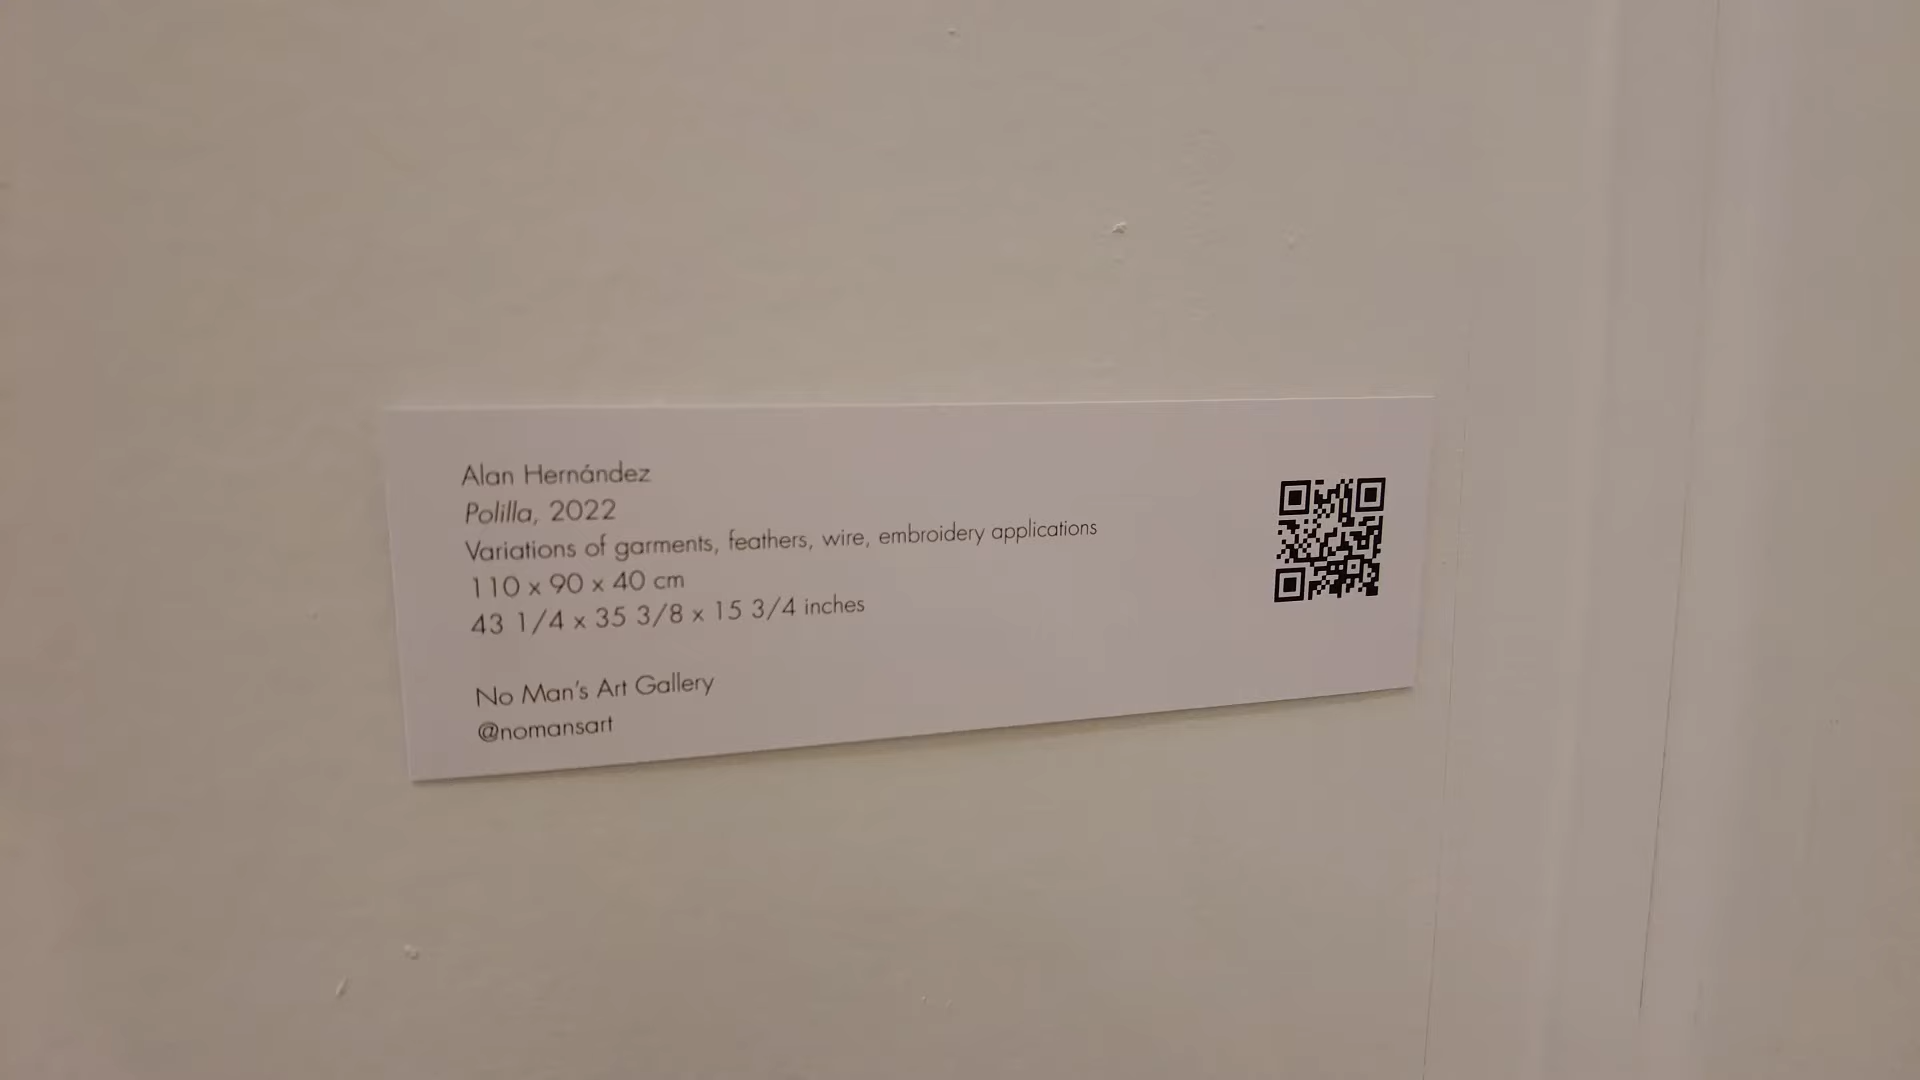 Alan Hernández
Polilla, 2022
Variations of garments, feathers, wire, embroidery applications
110 x 90 x 40 cm
43 1/4 x 35 3/8 x 15 3/4 inches
No Man's Art Gallery
@nomansart